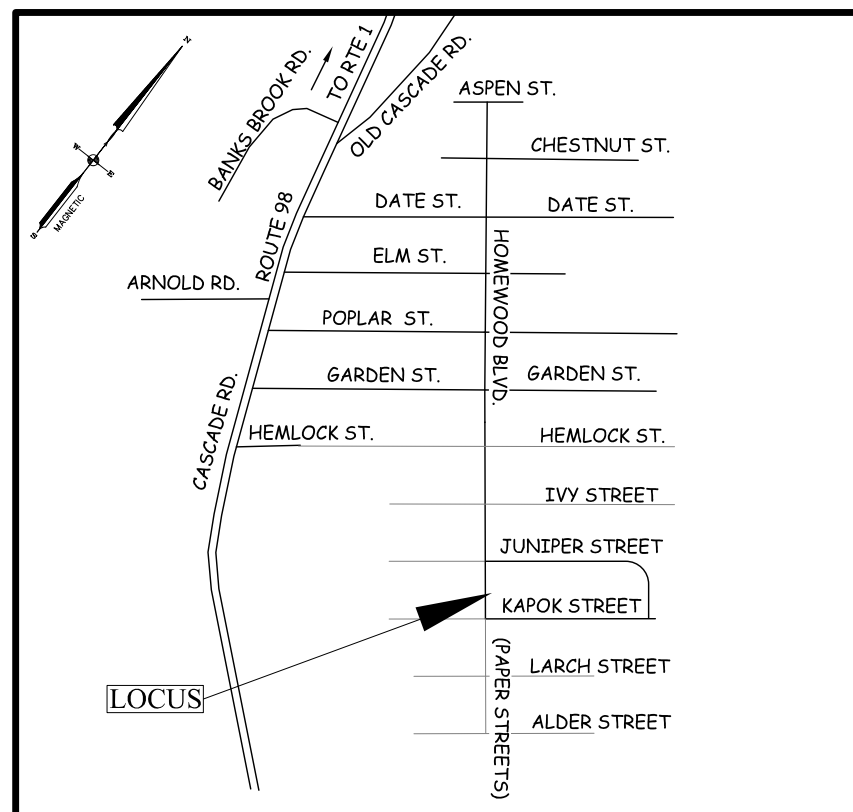 N
W
E
S
MAGNETIC
BANKS BROOK RD.
TO RTE 1
OLD CASCADE RD.
ASPEN ST.
CHESTNUT ST.
DATE ST.
DATE ST.
ROUTE 98
ELM ST.
HOMEWOOD BLVD.
ARNOLD RD.
POPLAR ST.
GARDEN ST.
GARDEN ST.
CASCADE RD.
HEMLOCK ST.
HEMLOCK ST.
IVY STREET
JUNIPER STREET
KAPOK STREET
(PAPER STREETS)
LARCH STREET
LOCUS
ALDER STREET